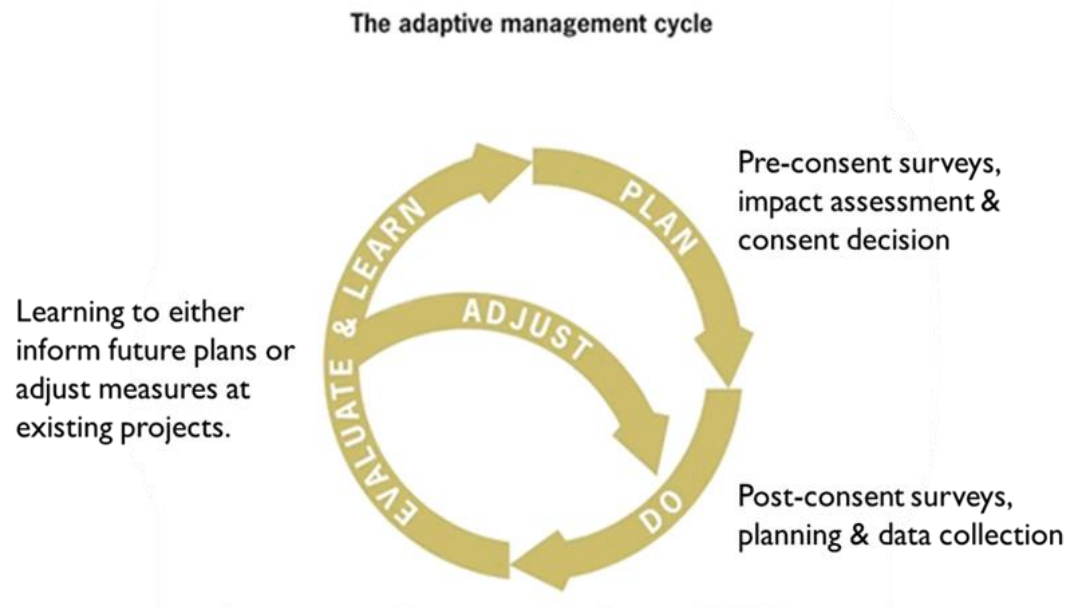 The adaptive management cycle
PLAN
Pre-consent surveys,
impact assessment &
consent decision
EVALUATE & LEARN
ADJUST
Learning to either
inform future plans or
adjust measures at
existing projects.
DO
Post-consent surveys,
planning & data collection